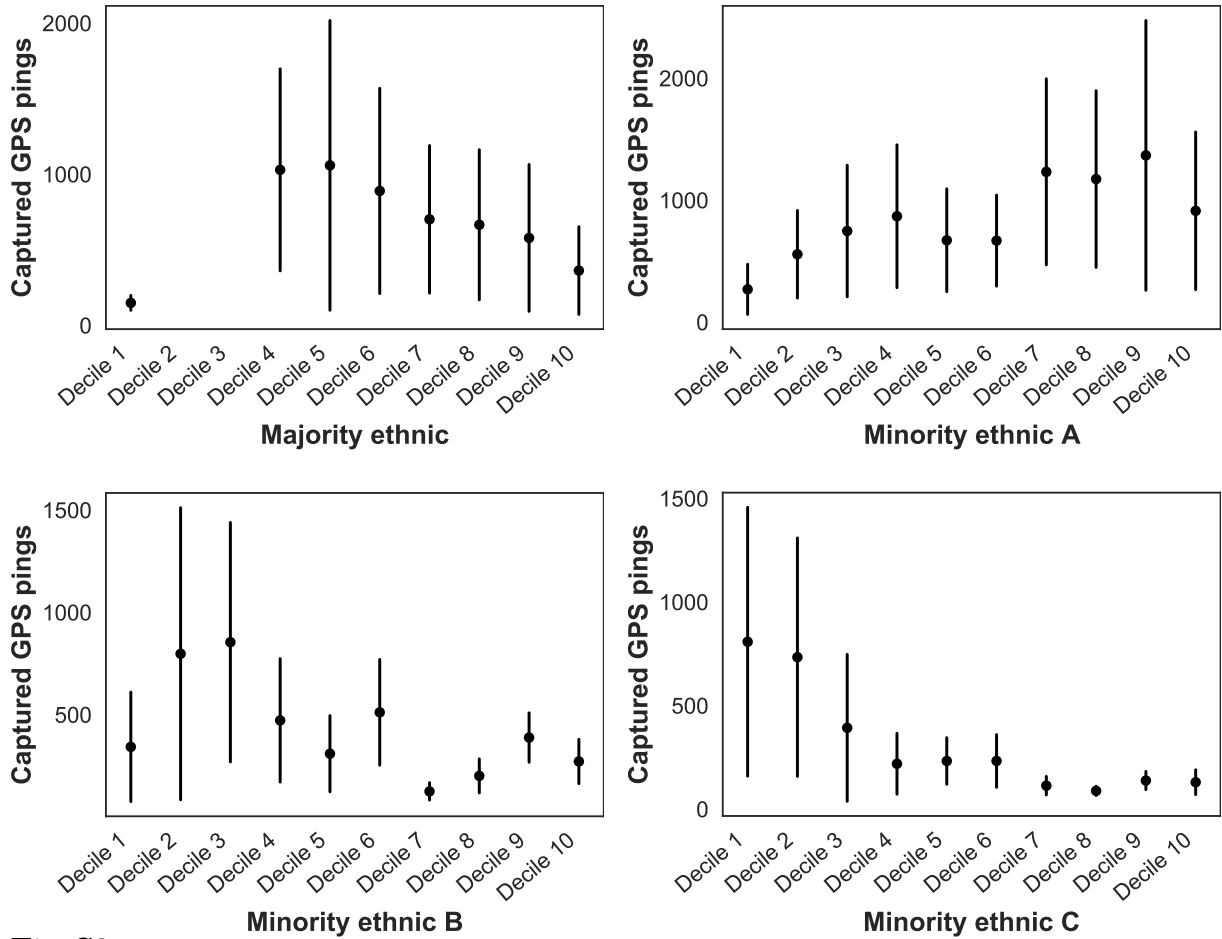 Captured GPS pings
2000
1000
0
Decile 1
Decile 2
Decile 3
Decile 4
Decile 5
Decile 6
Decile 7
Decile 8
Decile 9
Decile 10
Majority ethnic
Captured GPS pings
2000
1000
0
Decile 1
Decile 2
Decile 3
Decile 4
Decile 5
Decile 6
Decile 7
Decile 8
Decile 9
Decile 10
Minority ethnic A
Captured GPS pings
1500
1000
500
Decile 1
Decile 2
Decile 3
Decile 4
Decile 5
Decile 6
Decile 7
Decile 8
Decile 9
Decile 10
Minority ethnic B
Captured GPS pings
1500
1000
500
0
Decile 1
Decile 2
Decile 3
Decile 4
Decile 5
Decile 6
Decile 7
Decile 8
Decile 9
Decile 10
Minority ethnic C